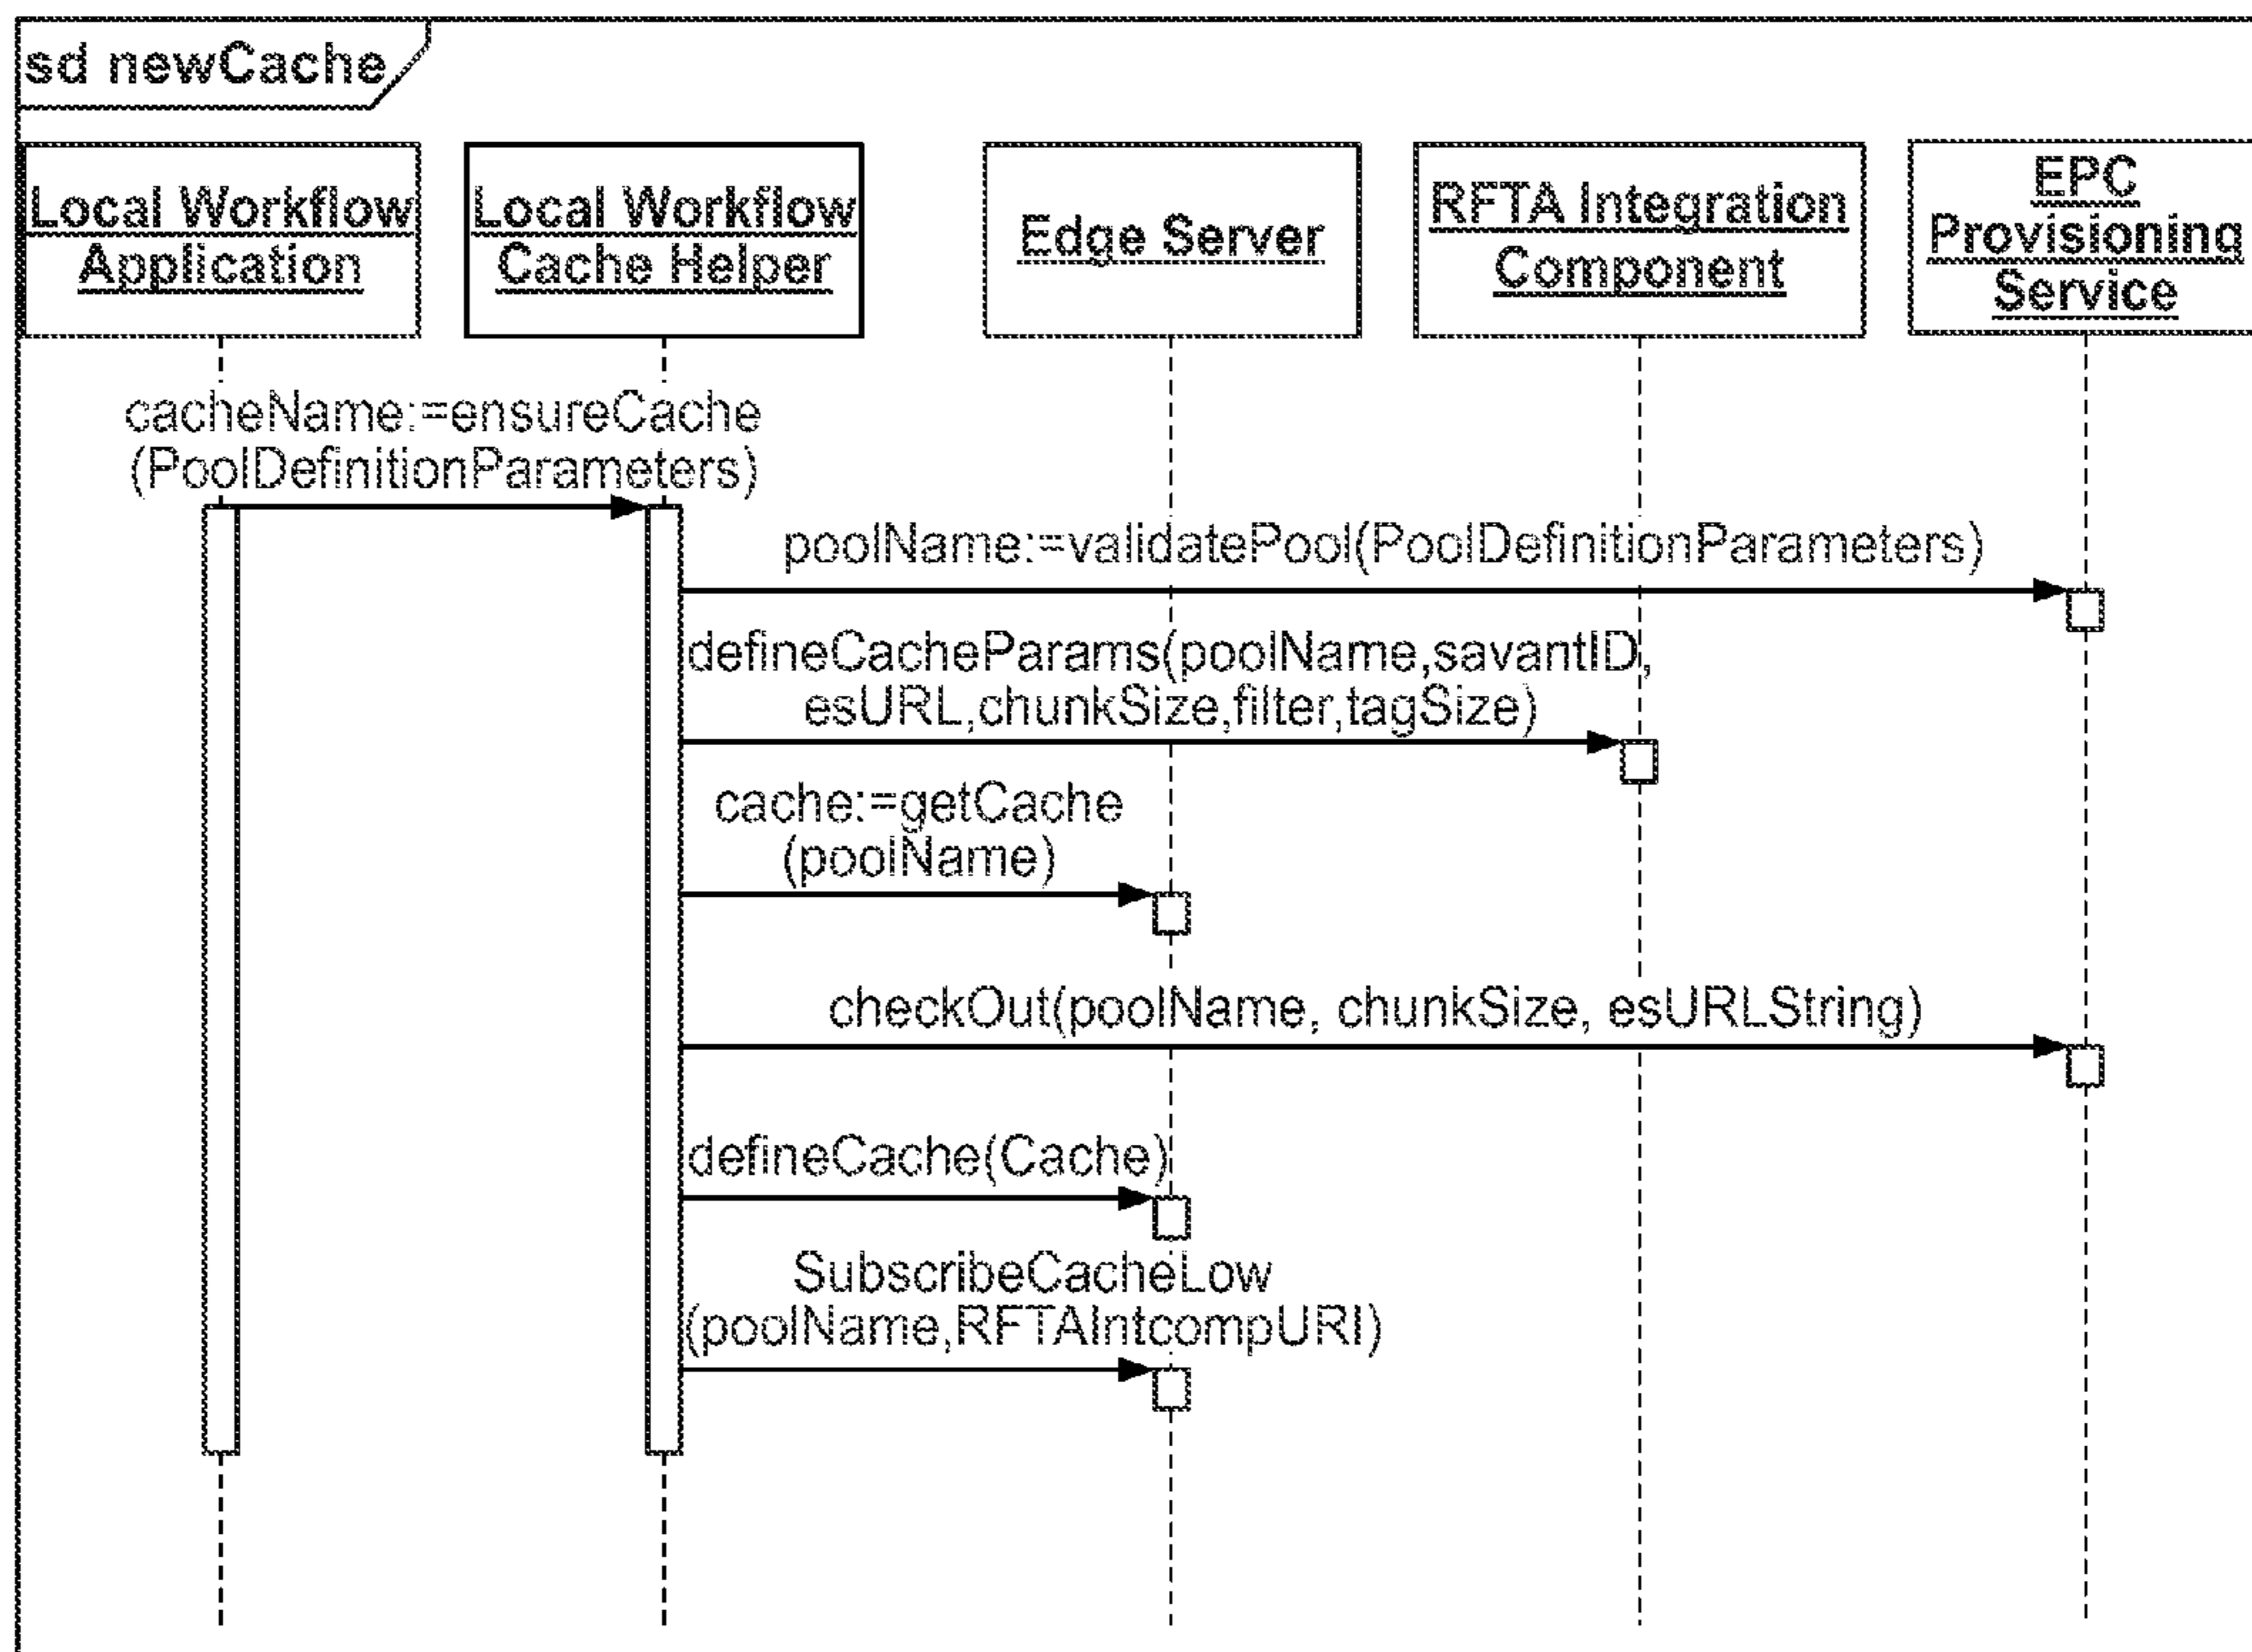 sd newCache
Local Workflow
Application
Local Workflow
Cache Helper
Edge Server
RFTA Integration
Component
EPC
Provisioning
Service
cacheName:=ensureCache
(PoolDefinitionParameters)
poolName:=validatePool(PoolDefinitionParameters)
defineCacheParams(poolName,savantID,
esURL,chunkSize,filter,tagSize)
cache:=getCache
(poolName)
checkOut(poolName, chunkSize, esURLString)
defineCache(Cache)
SubscribeCacheLow
(poolName,RFTAIntcompURI)